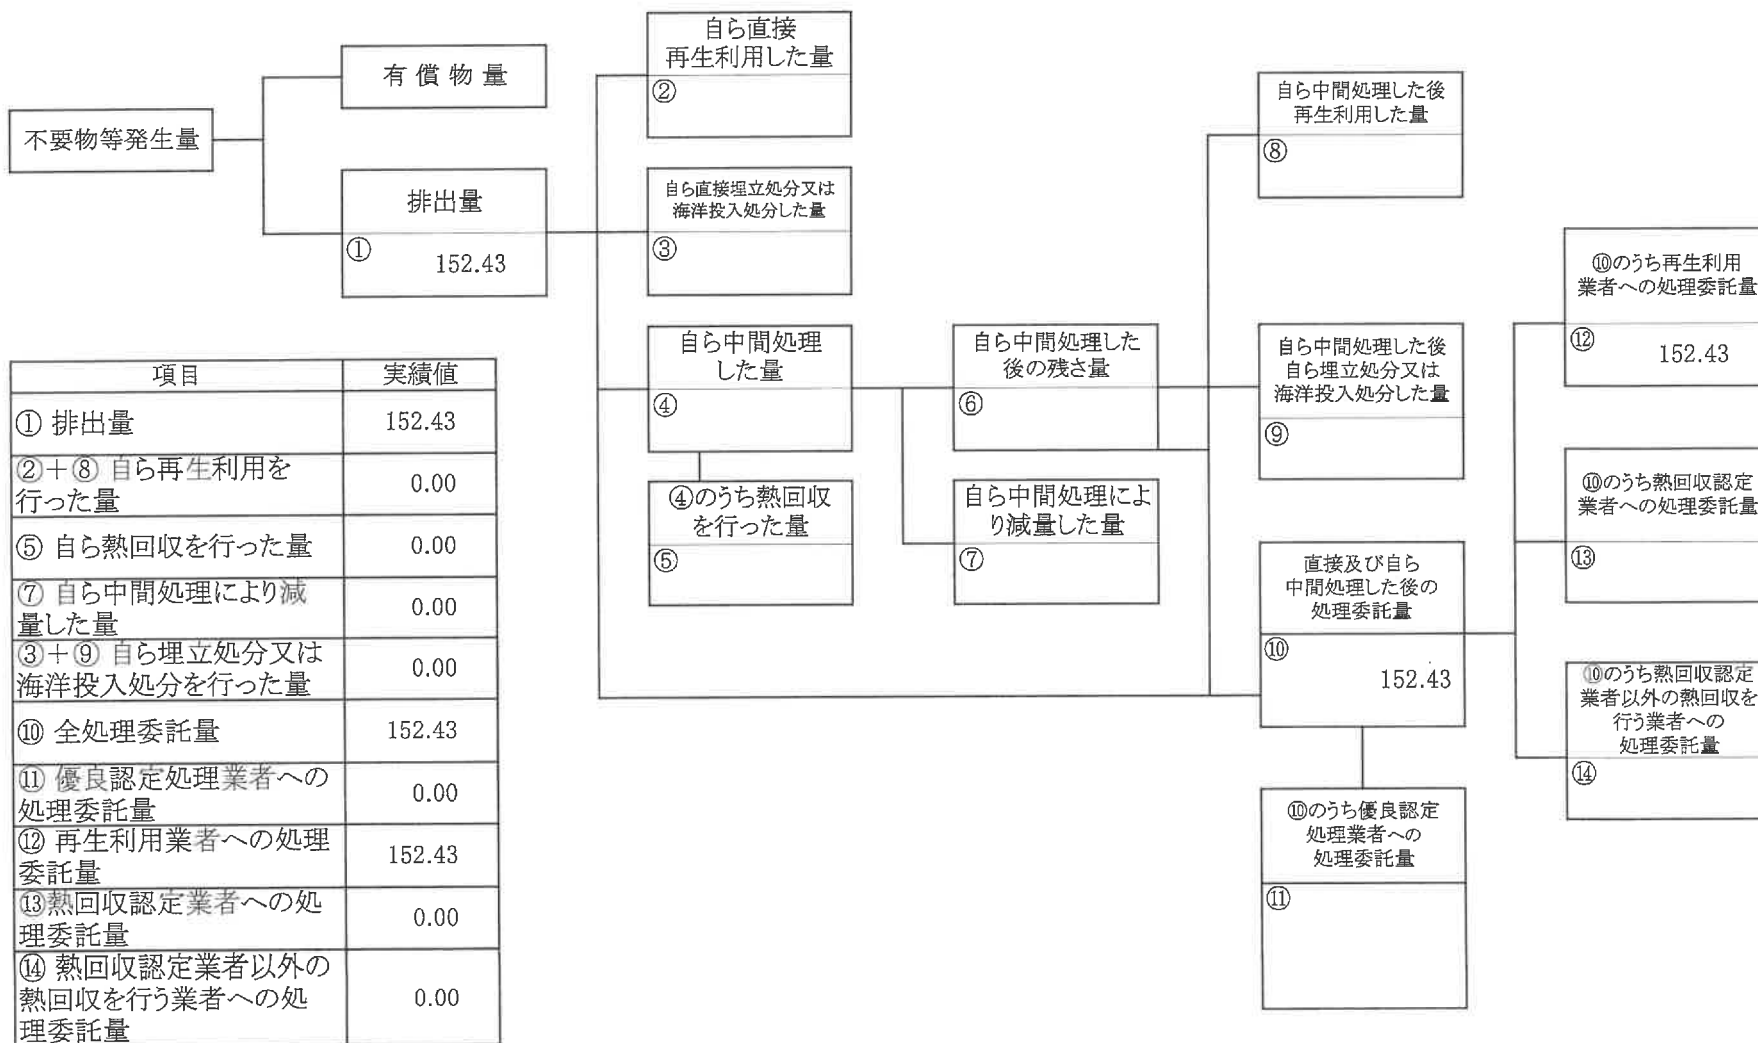 不要物等発生量
有償物量
排出量
①
152.43
自ら直接
再生利用した量
②
自ら直接埋立処分又は
海洋投入処分した量
③
自ら中間処理
した量
④
④のうち熱回収
を行った量
⑤
自ら中間処理した
後の残さ量
⑥
自ら中間処理によ
り減量した量
⑦
自ら中間処理した後
再生利用した量
⑧
自ら中間処理した後
自ら埋立処分又は
海洋投入処分した量
⑨
直接及び自ら
中間処理した後の
処理委託量
⑩
152.43
⑩のうち優良認定
処理業者への
処理委託量
⑪
⑩のうち再生利用
業者への処理委託量
⑫
152.43
⑩のうち熱回収認定
業者への処理委託量
⑬
⑩のうち熱回収認定
業者以外の熱回収を
行う業者への
処理委託量
⑭
項目 実績値
① 排出量 152.43
②+⑧ 自ら再生利用を
行った量 0.00
⑤ 自ら熱回収を行った量 0.00
⑦ 自ら中間処理により減
量した量 0.00
③+⑨ 自ら埋立処分又は
海洋投入処分を行った量 0.00
⑩ 全処理委託量 152.43
⑪ 優良認定処理業者への
処理委託量 0.00
⑫ 再生利用業者への処理
委託量 152.43
⑬熱回収認定業者への処
理委託量 0.00
⑭ 熱回収認定業者以外の
熱回収を行う業者への処
理委託量 0.00